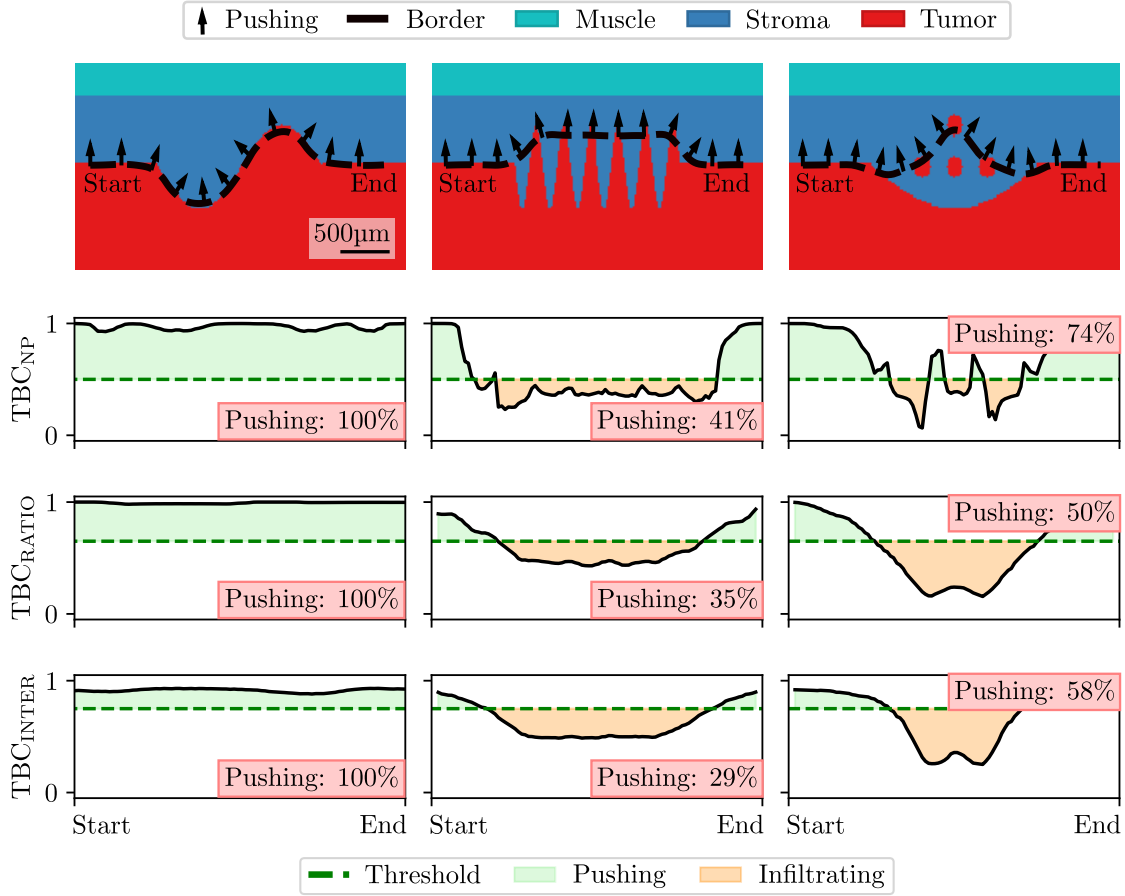 Pushing Border Muscle Stroma Tumor
Start End Start End Start End
500µm
1 TBC_NP 0 Pushing: 100% Pushing: 41% Pushing: 74%
1 TBC_RATIO 0 Pushing: 100% Pushing: 35% Pushing: 50%
1 TBC_INTER 0 Pushing: 100% Pushing: 29% Pushing: 58%
Start End Start End Start End
Threshold Pushing Infiltrating